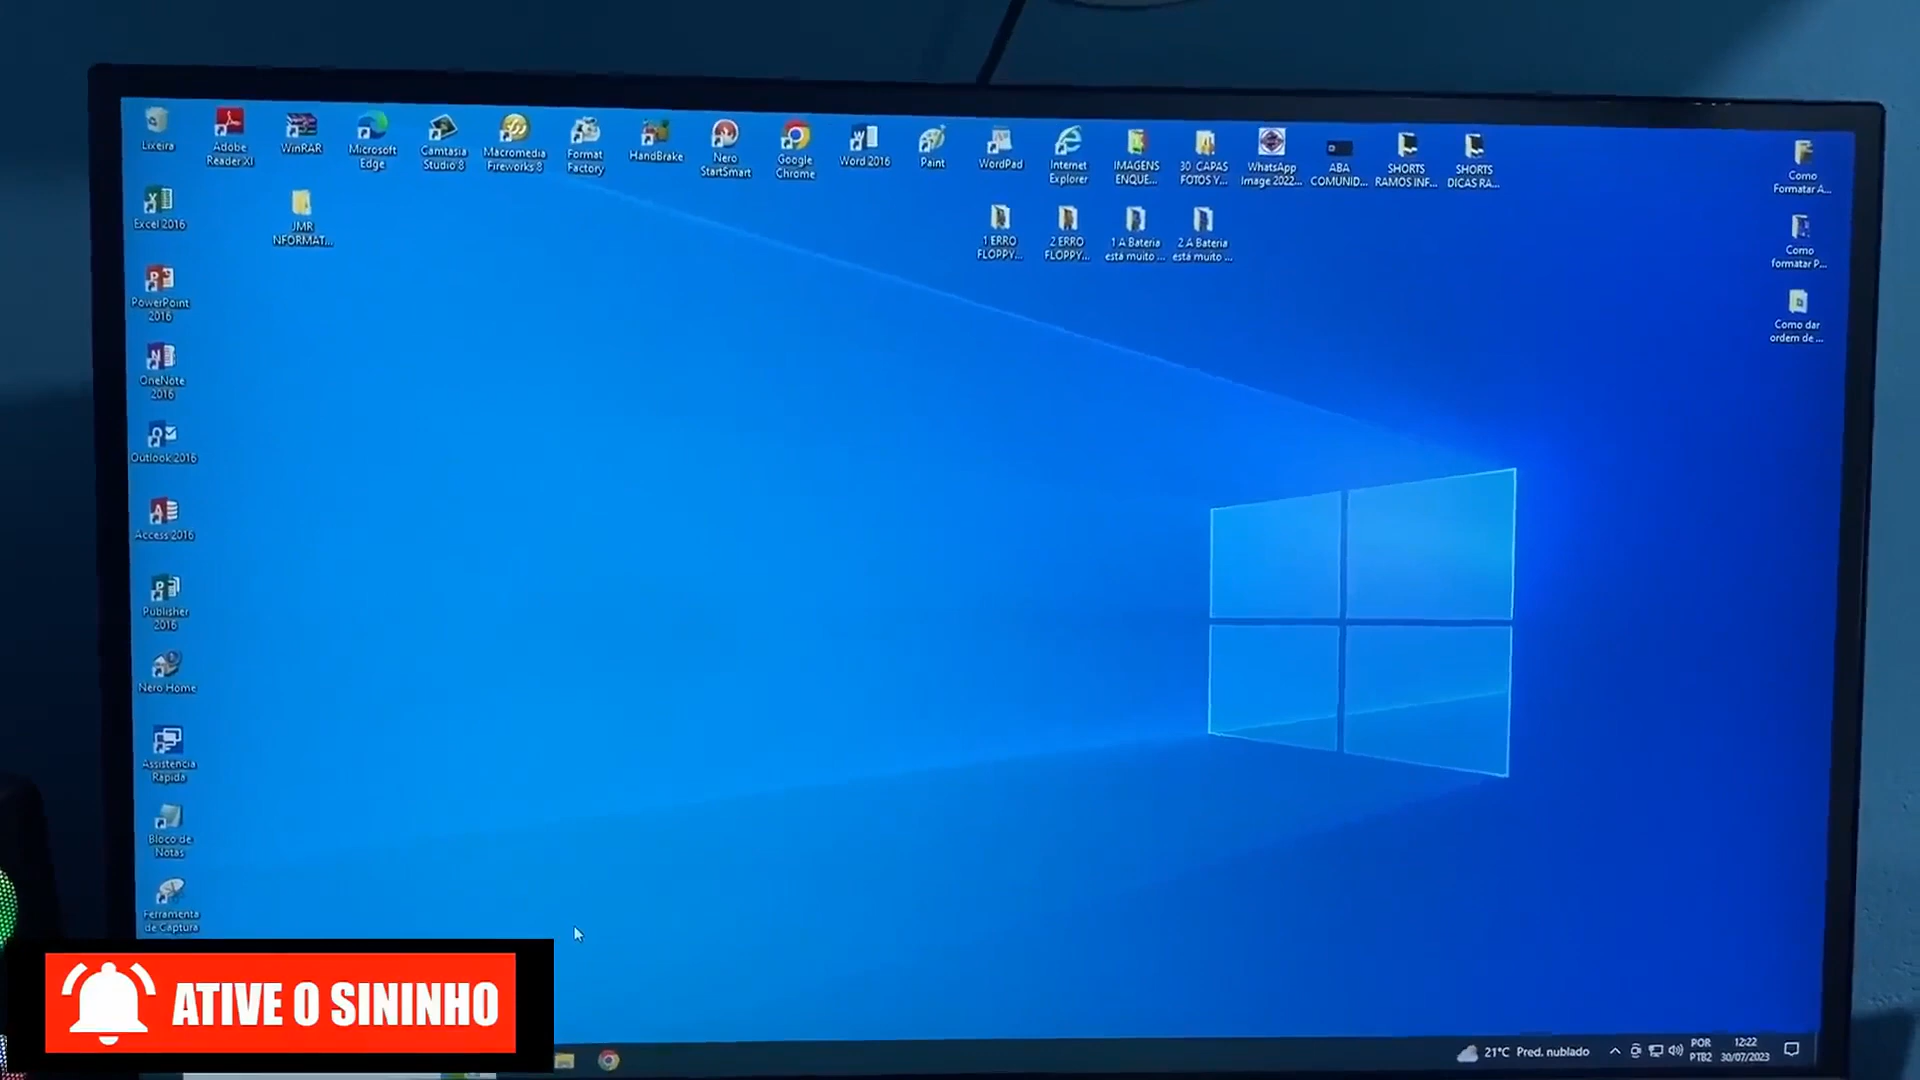 Lixeira
Adobe
Reader XI
WinRAR
Microsoft
Edge
Camtasia
Studio 8
Macromedia
Fireworks 8
Format
Factory
HandBrake
Nero
StartSmart
Google
Chrome
Word 2016
Paint
WordPad
Internet
Explorer
IMAGENS
ENQUE...
30 CAPAS
FOTOS Y...
WhatsApp
Image 2022...
ABA
COMUNID...
SHORTS
RAMOS INF...
SHORTS
DICAS RA...
Como
Formatar A...
Excel 2016
JMR
NFORMAT...
1 ERRO
FLOPPY...
2 ERRO
FLOPPY...
1 A Bateria
está muito ...
2 A Bateria
está muito ...
Como
formatar P...
PowerPoint
2016
Como dar
ordem de ...
OneNote
2016
Outlook 2016
Access 2016
Publisher
2016
Nero Home
Assistência
Rápida
Bloco de
Notas
Ferramenta
de Captura
ATIVE O SININHO
21°C Pred. nublado
POR
PTB2
12:22
30/07/2023